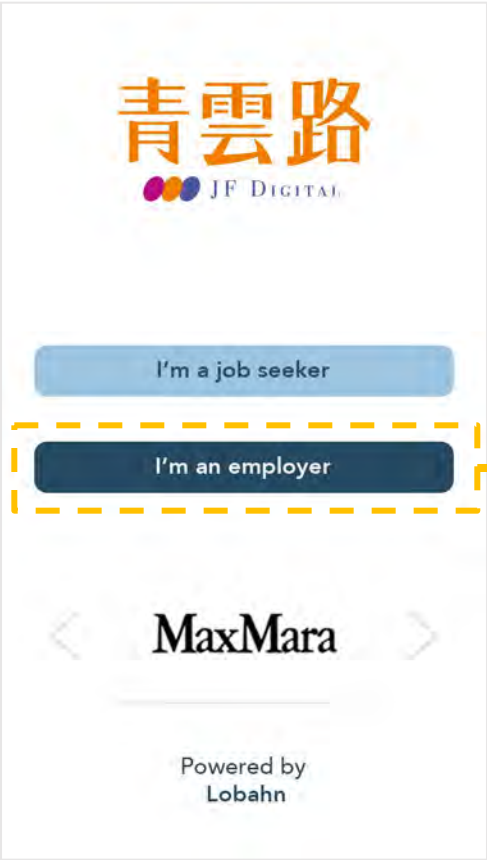 青雲路
JF DIGITAL
I'm a job seeker
I'm an employer
MaxMara
Powered by
Lobahn